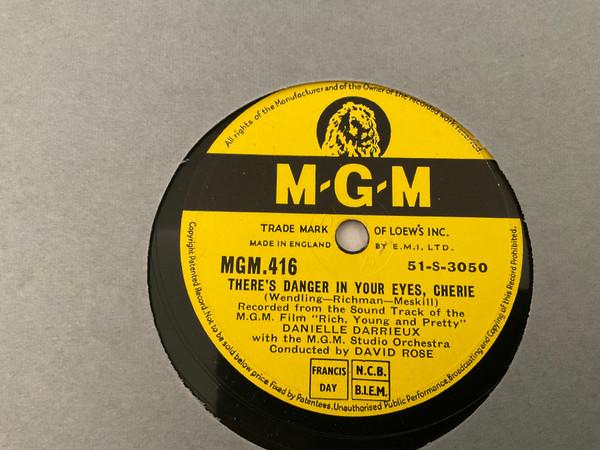 All rights of the Manufacturer and of the Owner of the Recorded Work reserved.
M-G-M
TRADE MARK OF LOEW'S INC.
MADE IN ENGLAND BY E.M.I. LTD.
MGM.416 51-S-3050
THERE'S DANGER IN YOUR EYES, CHERIE
(Wendling—Richman—Meskill)
Recorded from the Sound Track of the
M.G.M. Film "Rich, Young and Pretty"
DANIELLE DARRIEUX
with the M.G.M. Studio Orchestra
Conducted by DAVID ROSE
FRANCIS
DAY
N.C.B.
B.I.E.M.
Copyright Patented Record. Not to be sold below price fixed by Patentees. Unauthorised Public Performance, Broadcasting and Copying of this Record Prohibited.